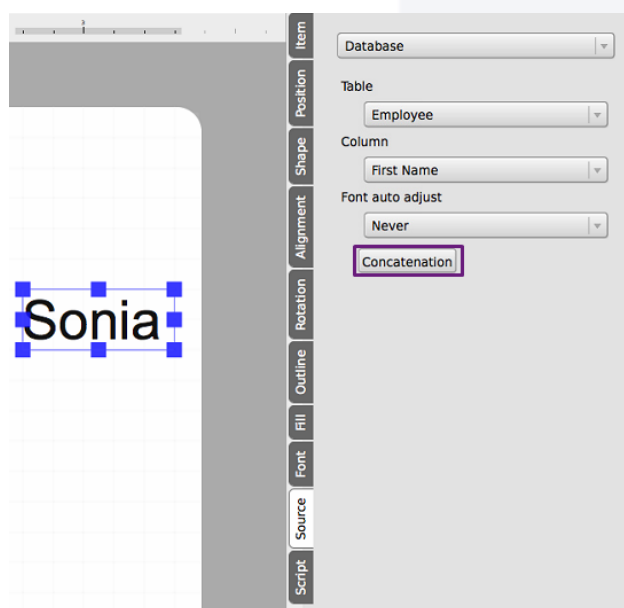 3
Sonia
Item
Position
Shape
Alignment
Rotation
Outline
Fill
Font
Source
Script
Database
Table
Employee
Column
First Name
Font auto adjust
Never
Concatenation